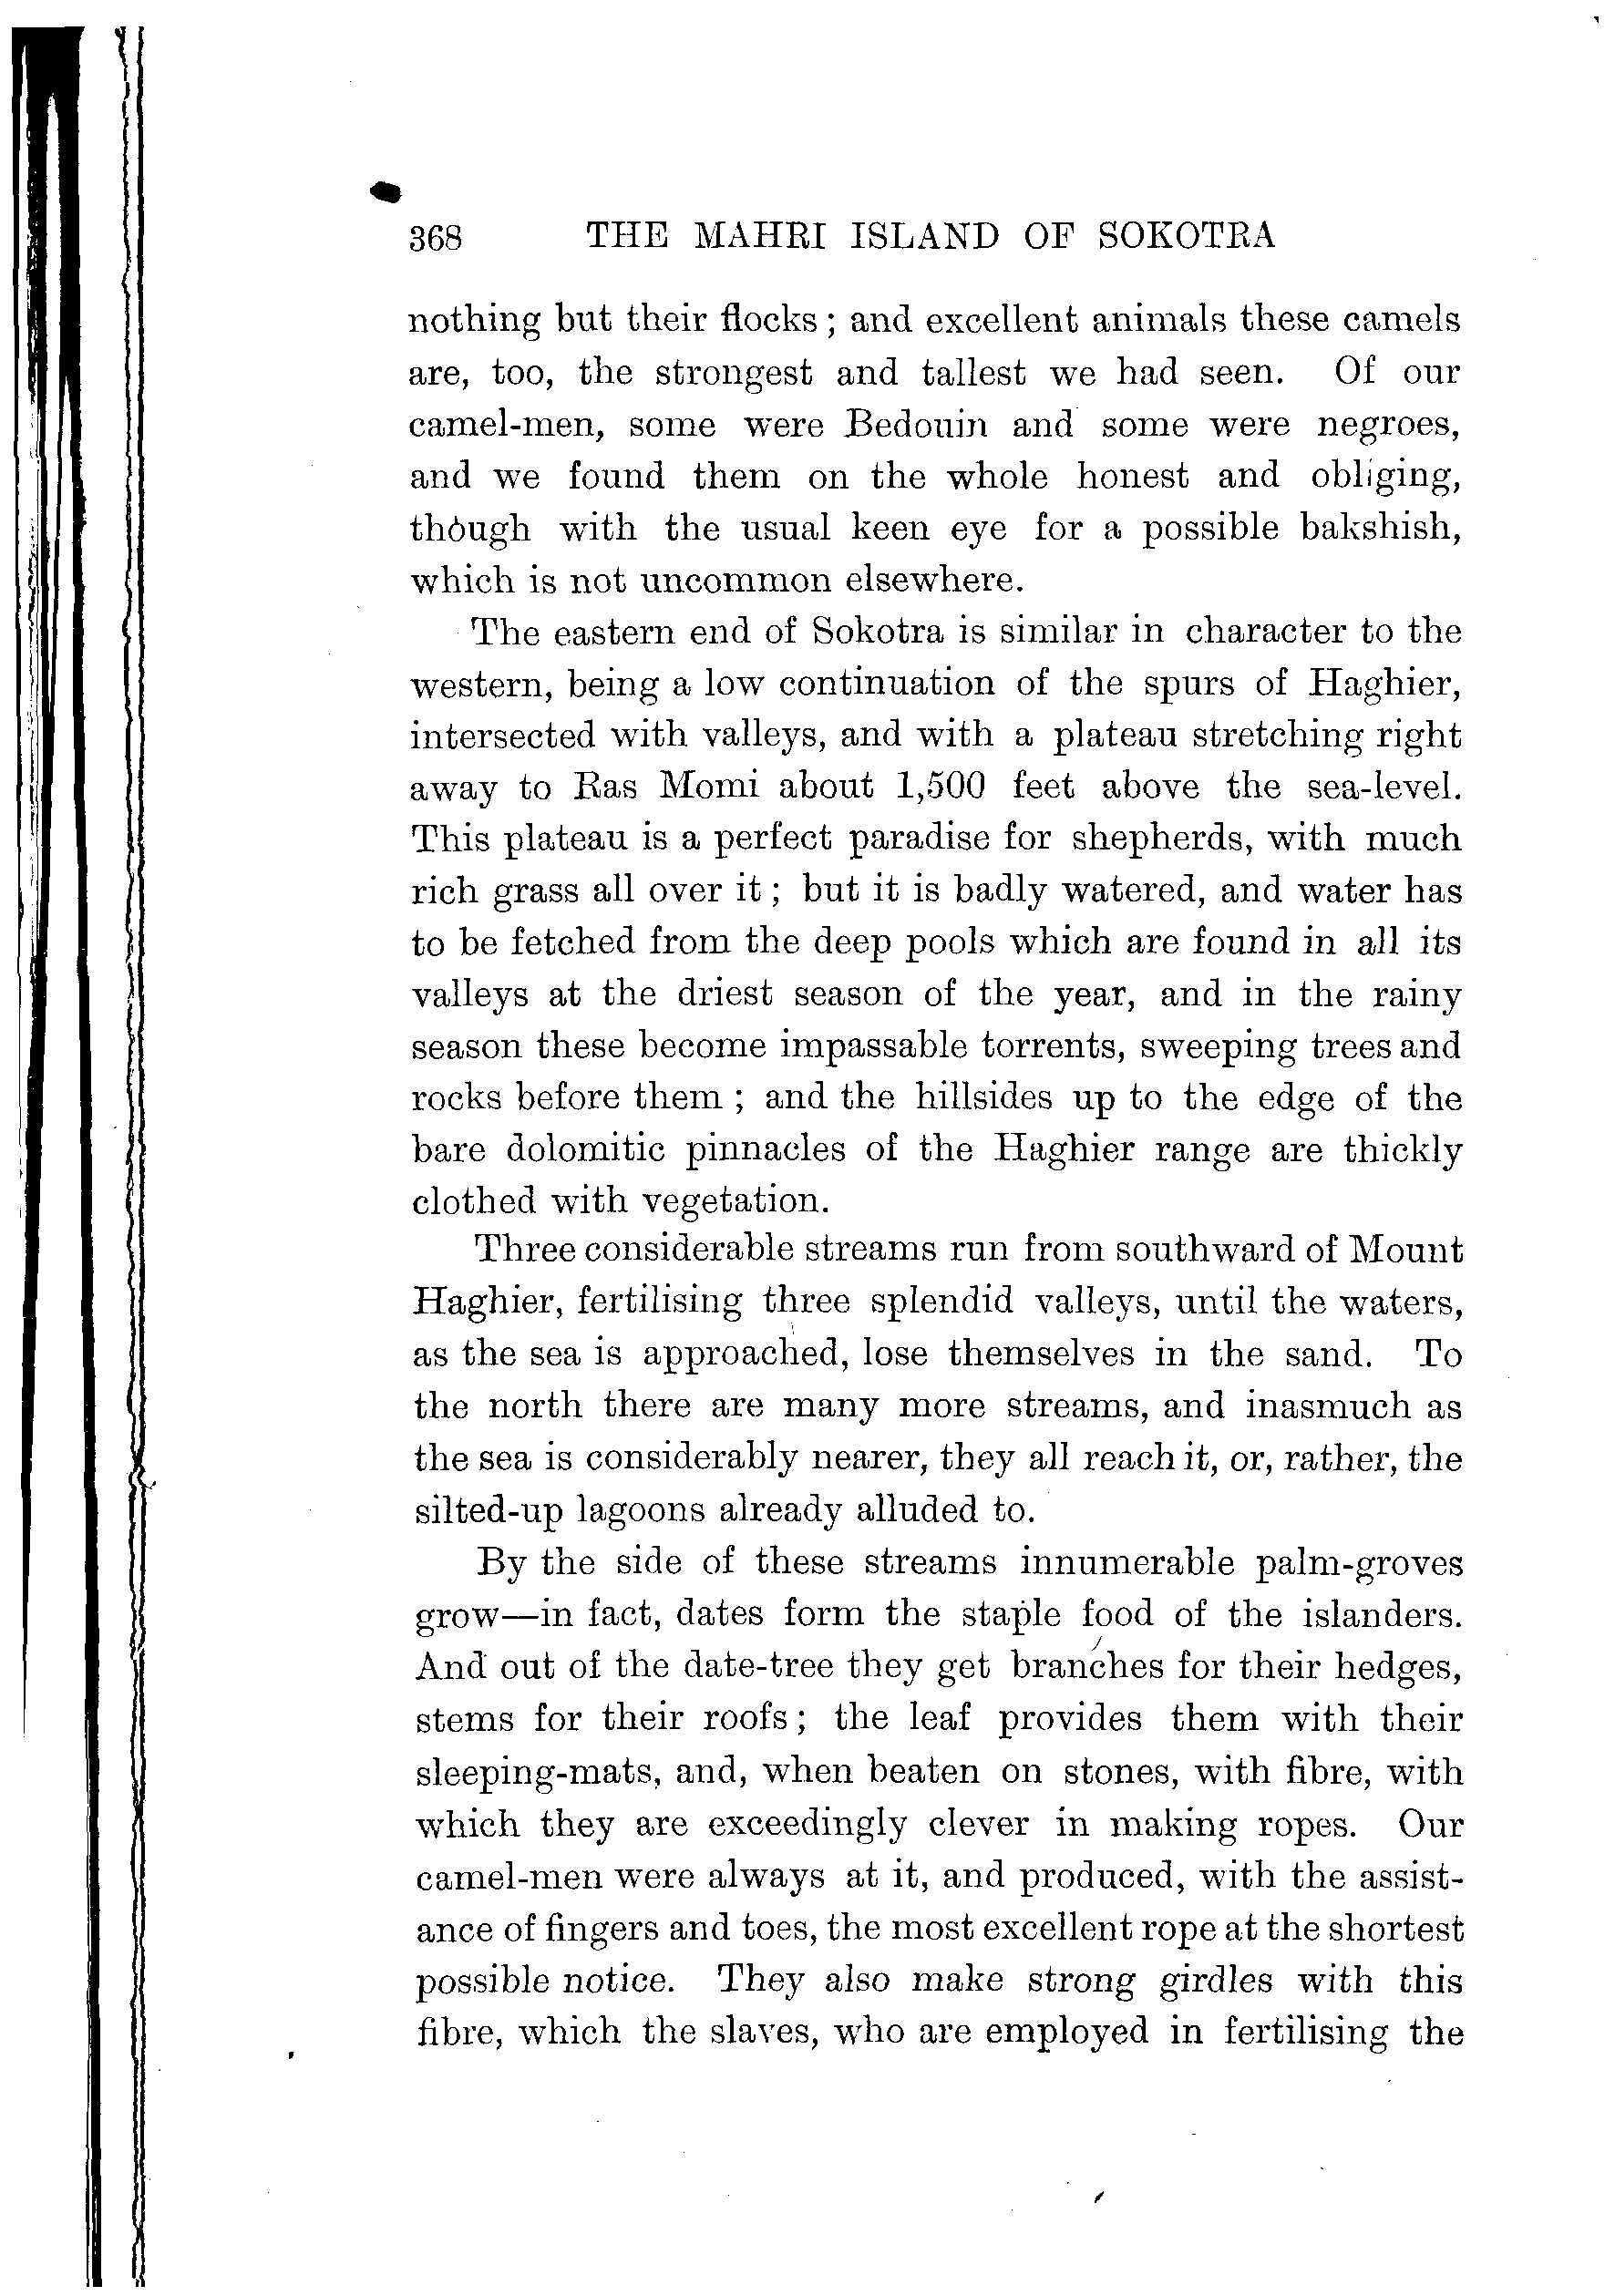 368 THE MAHRI ISLAND OF SOKOTRA
nothing but their flocks; and excellent animals these camels
are, too, the strongest and tallest we had seen. Of our
camel-men, some were Bedouin and some were negroes,
and we found them on the whole honest and obliging,
though with the usual keen eye for a possible bakshish,
which is not uncommon elsewhere.
The eastern end of Sokotra is similar in character to the
western, being a low continuation of the spurs of Haghier,
intersected with valleys, and with a plateau stretching right
away to Ras Momi about 1,500 feet above the sea-level.
This plateau is a perfect paradise for shepherds, with much
rich grass all over it; but it is badly watered, and water has
to be fetched from the deep pools which are found in all its
valleys at the driest season of the year, and in the rainy
season these become impassable torrents, sweeping trees and
rocks before them; and the hillsides up to the edge of the
bare dolomitic pinnacles of the Haghier range are thickly
clothed with vegetation.
Three considerable streams run from southward of Mount
Haghier, fertilising three splendid valleys, until the waters,
as the sea is approached, lose themselves in the sand. To
the north there are many more streams, and inasmuch as
the sea is considerably nearer, they all reach it, or, rather, the
silted-up lagoons already alluded to.
By the side of these streams innumerable palm-groves
grow—in fact, dates form the staple food of the islanders.
And out of the date-tree they get branches for their hedges,
stems for their roofs; the leaf provides them with their
sleeping-mats, and, when beaten on stones, with fibre, with
which they are exceedingly clever in making ropes. Our
camel-men were always at it, and produced, with the assist-
ance of fingers and toes, the most excellent rope at the shortest
possible notice. They also make strong girdles with this
fibre, which the slaves, who are employed in fertilising the